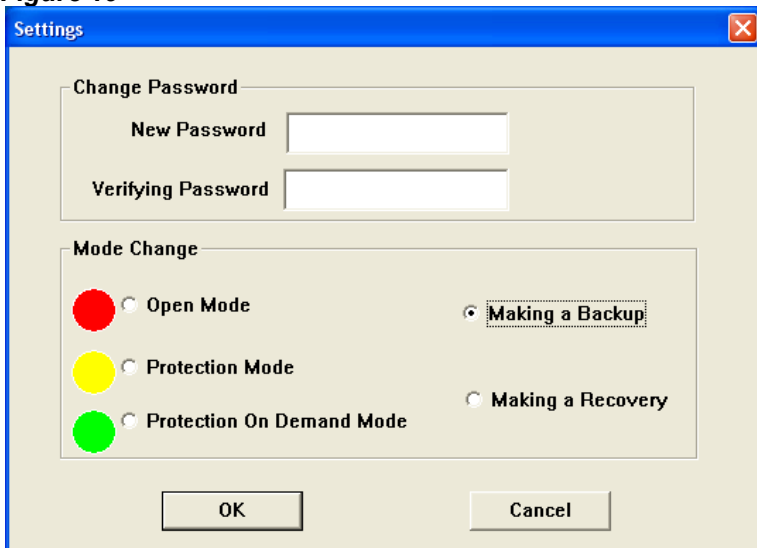 Settings
Change Password
New Password
Verifying Password
Mode Change
Open Mode
Making a Backup
Protection Mode
Making a Recovery
Protection On Demand Mode
OK
Cancel